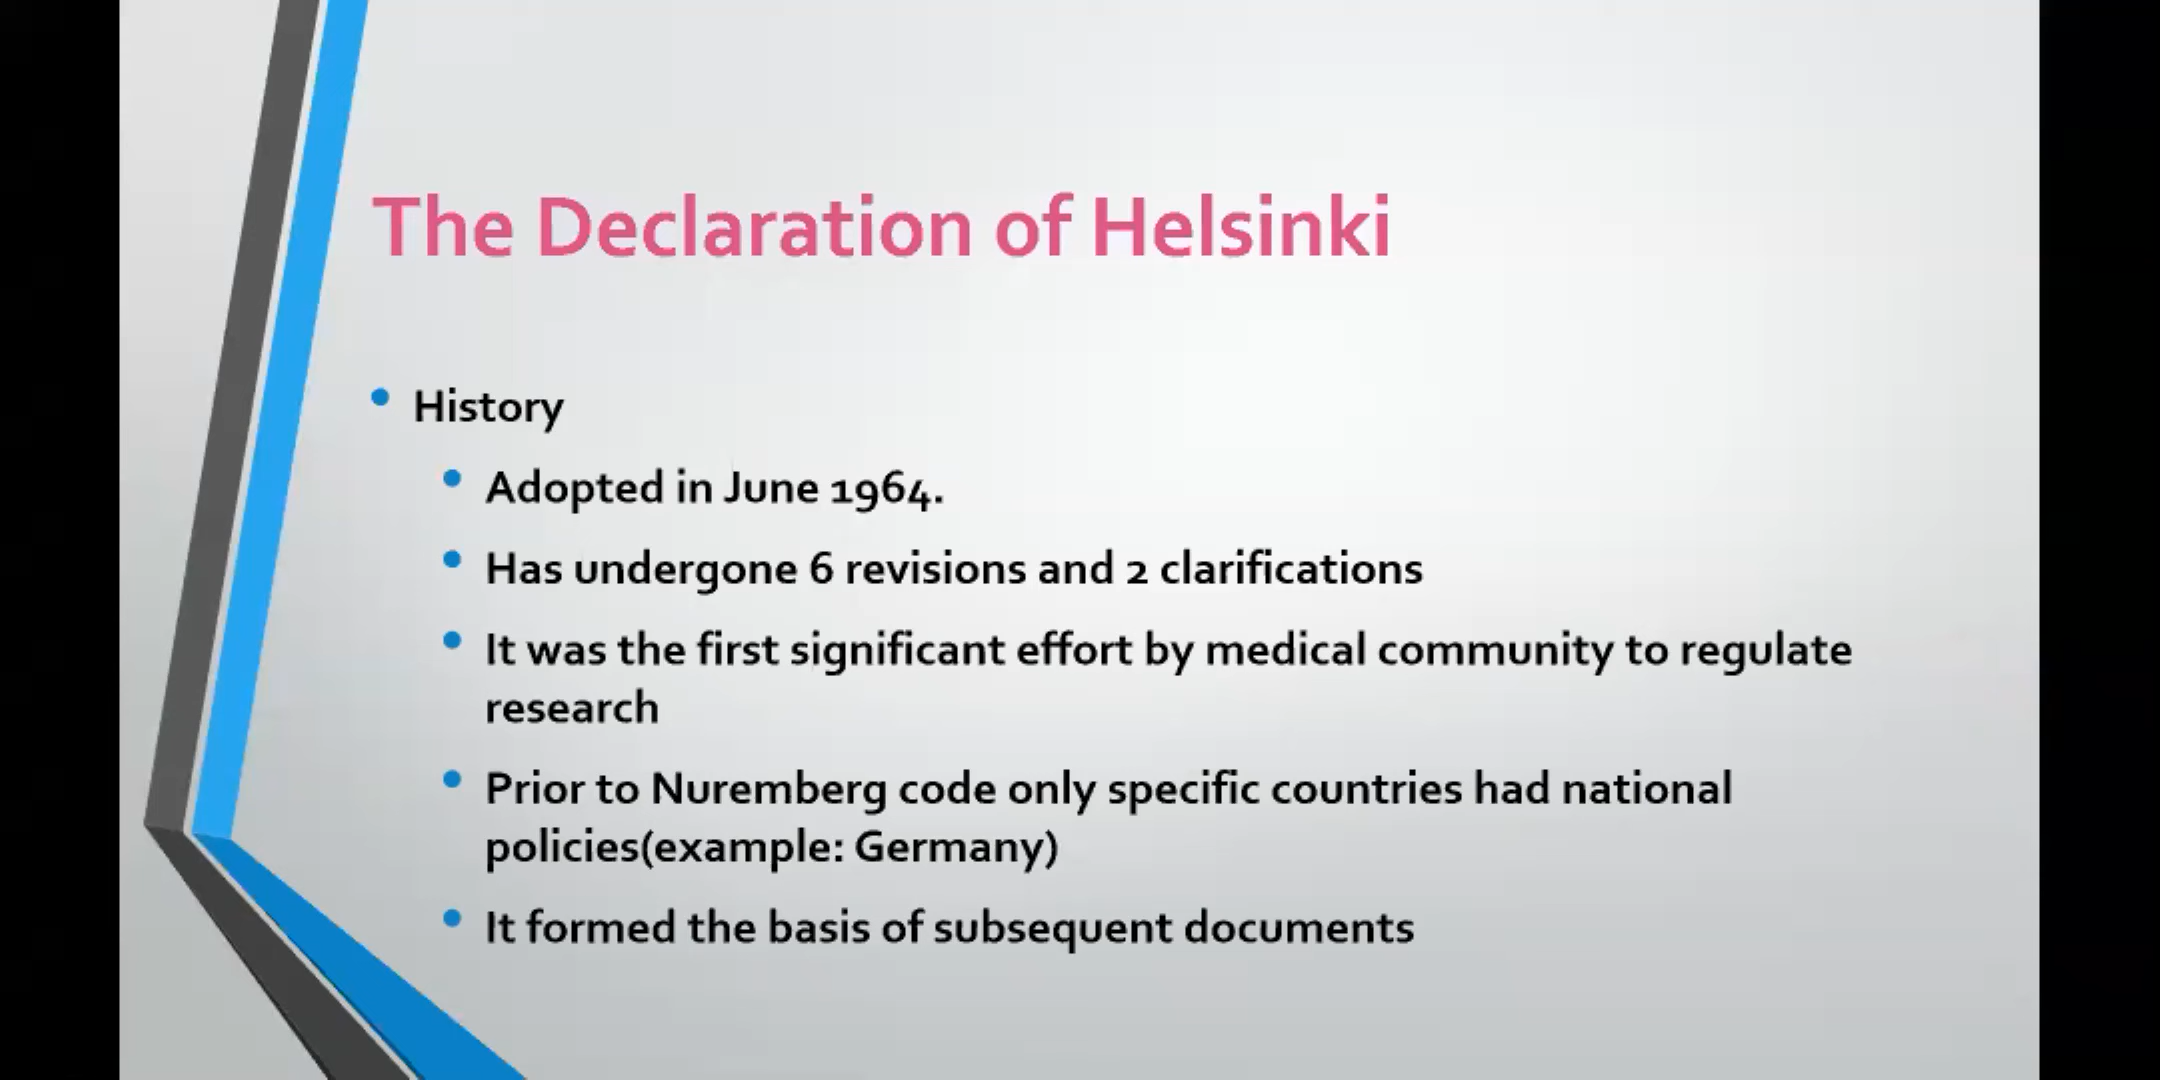 The Declaration of Helsinki
• History
• Adopted in June 1964.
• Has undergone 6 revisions and 2 clarifications
• It was the first significant effort by medical community to regulate
research
• Prior to Nuremberg code only specific countries had national
policies(example: Germany)
• It formed the basis of subsequent documents